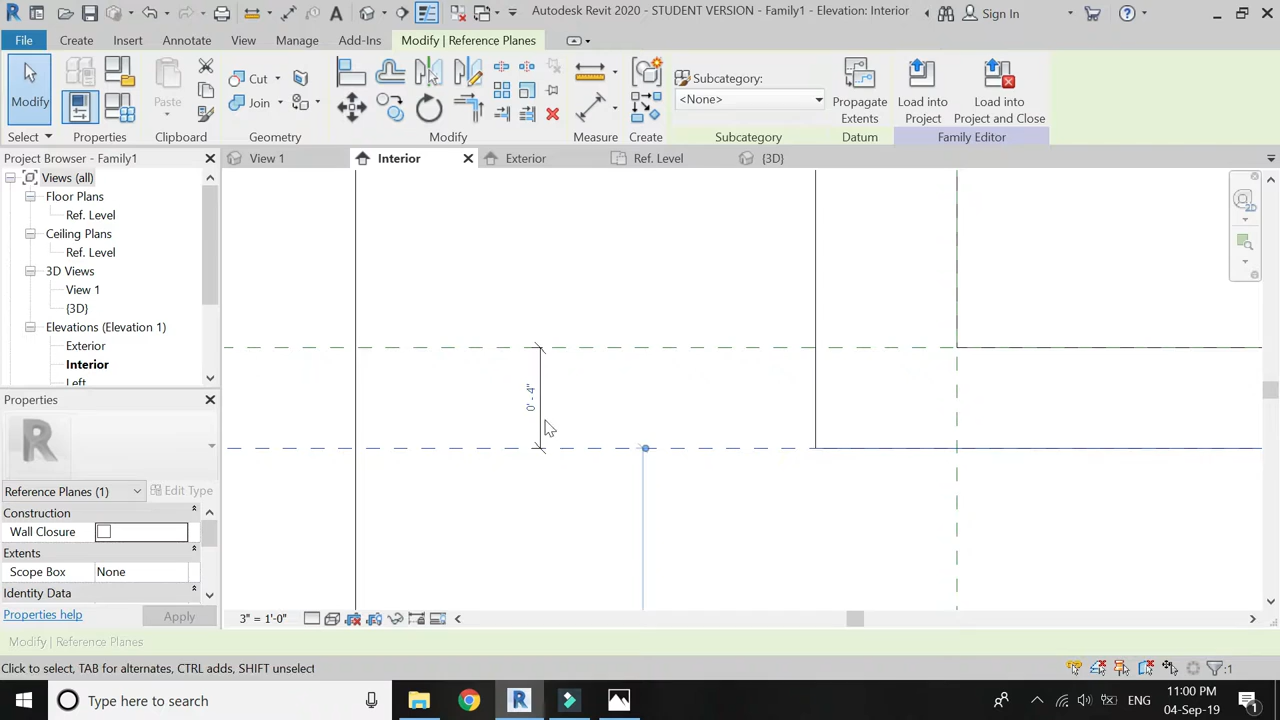 Autodesk Revit 2020 - STUDENT VERSION - Family1 - Elevation: Interior
Sign In
File
Create
Insert
Annotate
View
Manage
Add-Ins
Modify | Reference Planes
Modify
Paste
Cut
Join
Subcategory:
<None>
Propagate
Extents
Load into
Project
Load into
Project and Close
Select
Properties
Clipboard
Geometry
Modify
Measure
Create
Subcategory
Datum
Family Editor
Project Browser - Family1
View 1
Interior
Exterior
Ref. Level
{3D}
Views (all)
Floor Plans
Ref. Level
Ceiling Plans
Ref. Level
3D Views
View 1
{3D}
Elevations (Elevation 1)
Exterior
Interior
Left
0' - 4"
2D
Properties
Reference Planes (1)
Edit Type
Construction
Wall Closure
Extents
Scope Box
None
Identity Data
Properties help
Apply
3" = 1'-0"
Modify | Reference Planes
Click to select, TAB for alternates, CTRL adds, SHIFT unselect
:1
Type here to search
ENG
11:00 PM
04-Sep-19
1